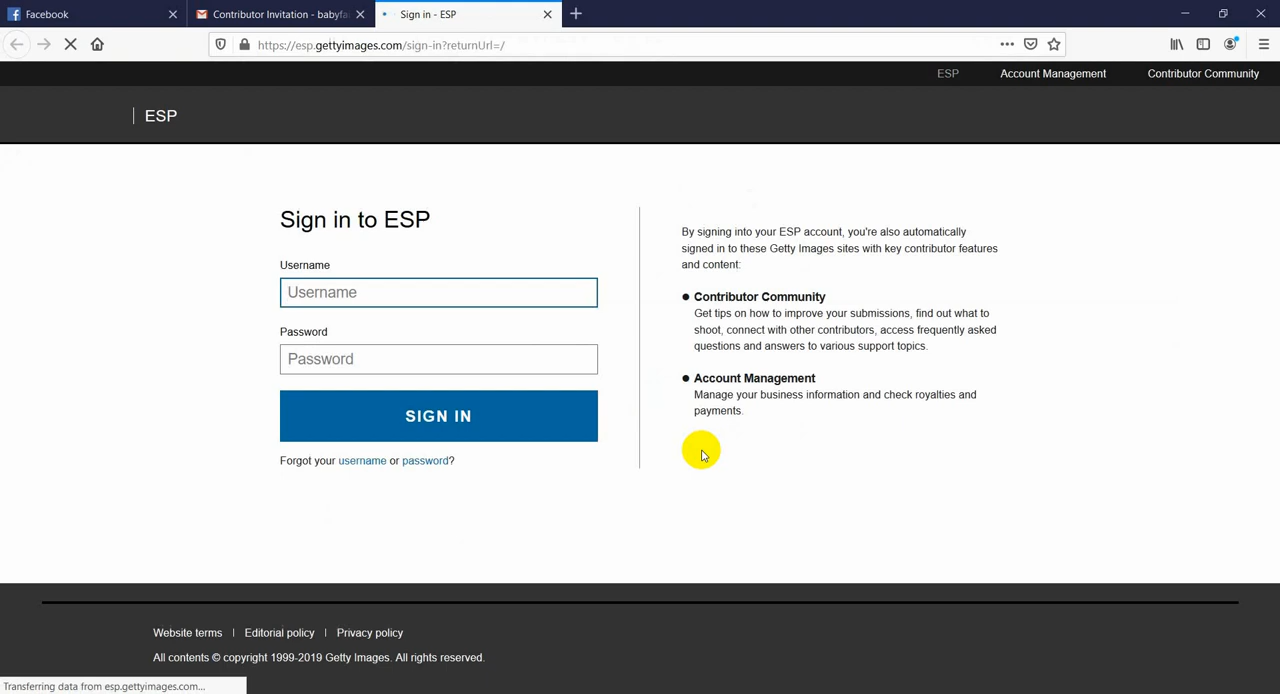 Facebook
Contributor Invitation - babyfa
Sign in - ESP
https://esp.gettyimages.com/sign-in?returnUrl=/
ESP
Account Management
Contributor Community
ESP
Sign in to ESP
Username
Username
Password
Password
SIGN IN
Forgot your username or password?
By signing into your ESP account, you're also automatically
signed in to these Getty Images sites with key contributor features
and content:
Contributor Community
Get tips on how to improve your submissions, find out what to
shoot, connect with other contributors, access frequently asked
questions and answers to various support topics.
Account Management
Manage your business information and check royalties and
payments.
Website terms | Editorial policy | Privacy policy
All contents © copyright 1999-2019 Getty Images. All rights reserved.
Transferring data from esp.gettyimages.com...